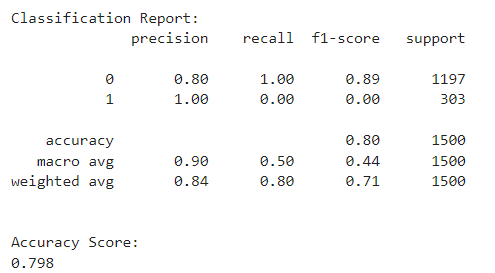 Classification Report:
precision recall f1-score support
0 0.80 1.00 0.89 1197
1 1.00 0.00 0.00 303
accuracy 0.80 1500
macro avg 0.90 0.50 0.44 1500
weighted avg 0.84 0.80 0.71 1500
Accuracy Score:
0.798